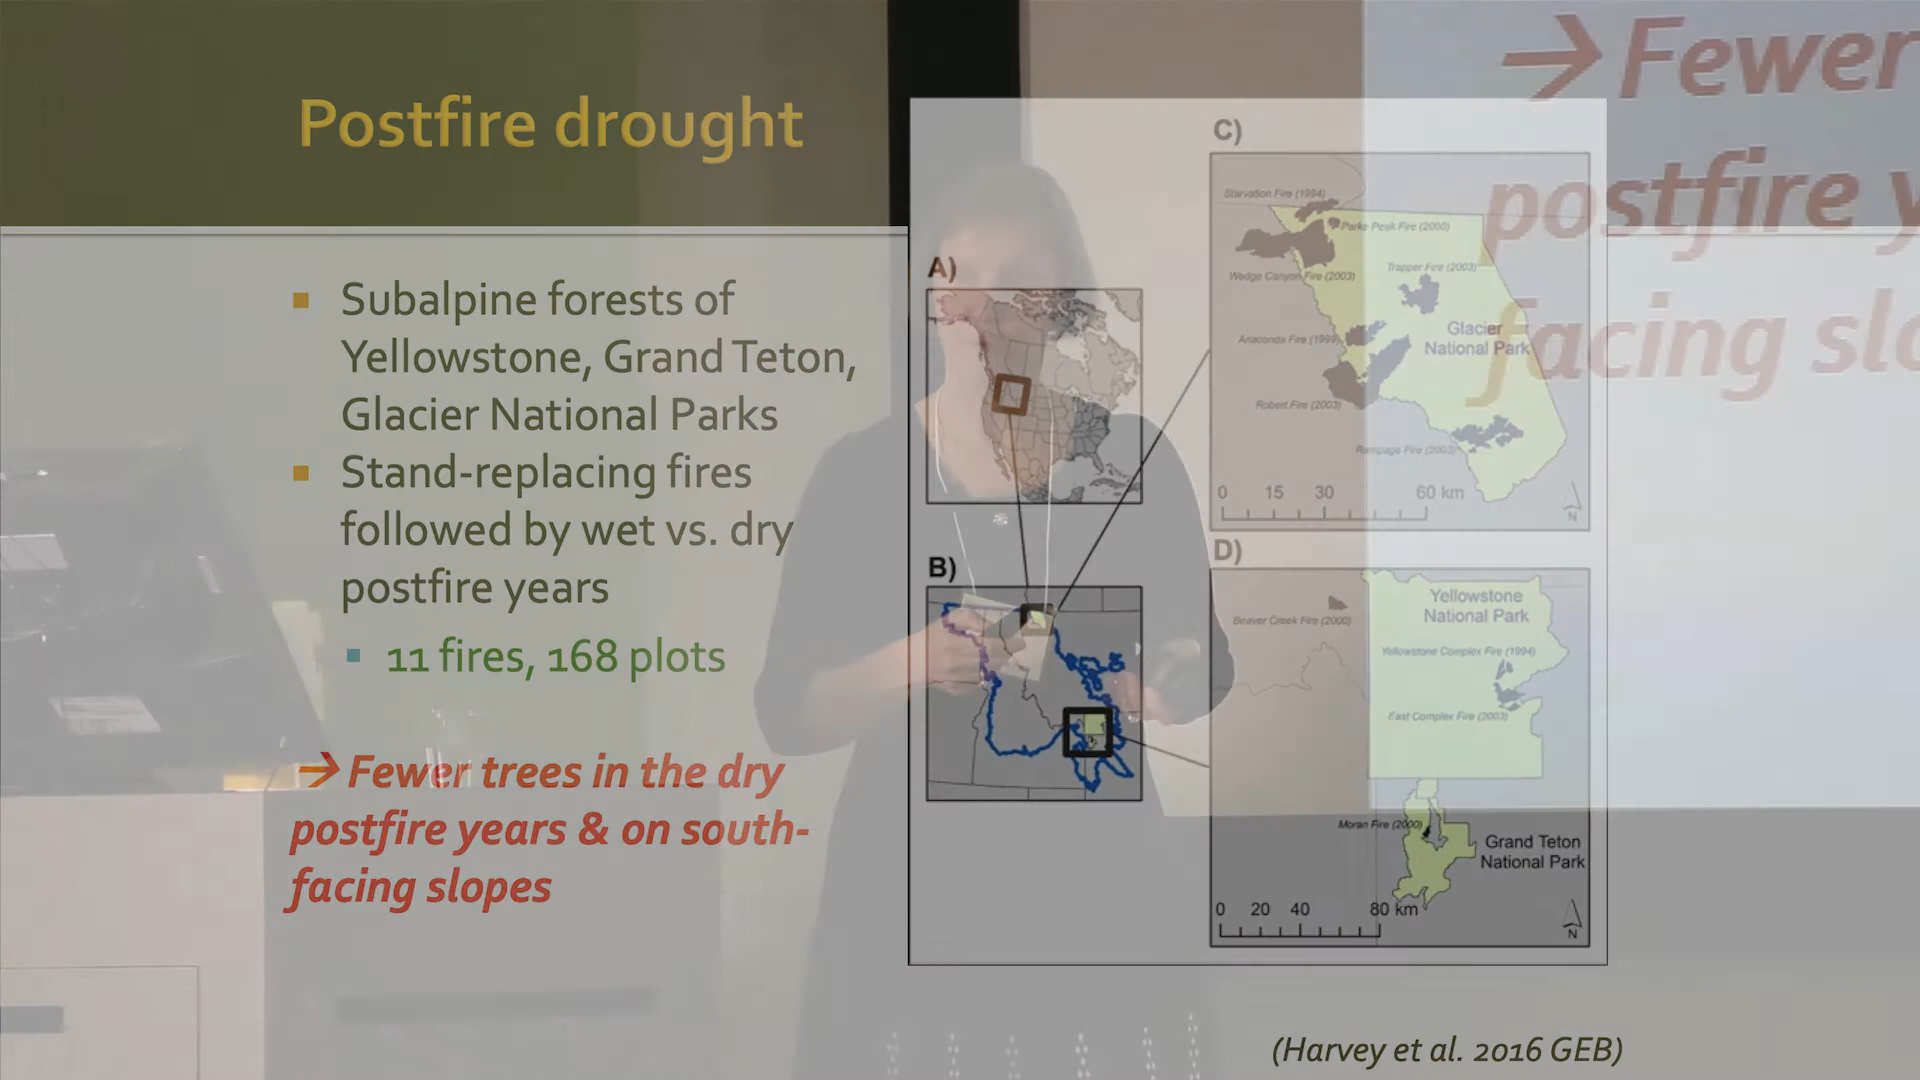 Postfire drought
Subalpine forests of
Yellowstone, Grand Teton,
Glacier National Parks
Stand-replacing fires
followed by wet vs. dry
postfire years
11 fires, 168 plots
→Fewer trees in the dry
postfire years & on south-
facing slopes
A)
B)
C)
Starvation Fire (1994)
Parke Peak Fire (2000)
Wedge Canyon Fire (2003)
Trapper Fire (2003)
Anaconda Fire (1999)
Glacier
National Park
Robert Fire (2003)
Rampage Fire (2003)
0 15 30 60 km
N
D)
Yellowstone
National Park
Beaver Creek Fire (2000)
Yellowstone Complex Fire (1994)
East Complex Fire (2003)
Moran Fire (2000)
Grand Teton
National Park
0 20 40 80 km
N
(Harvey et al. 2016 GEB)
→Fewer
postfire y
facing slo